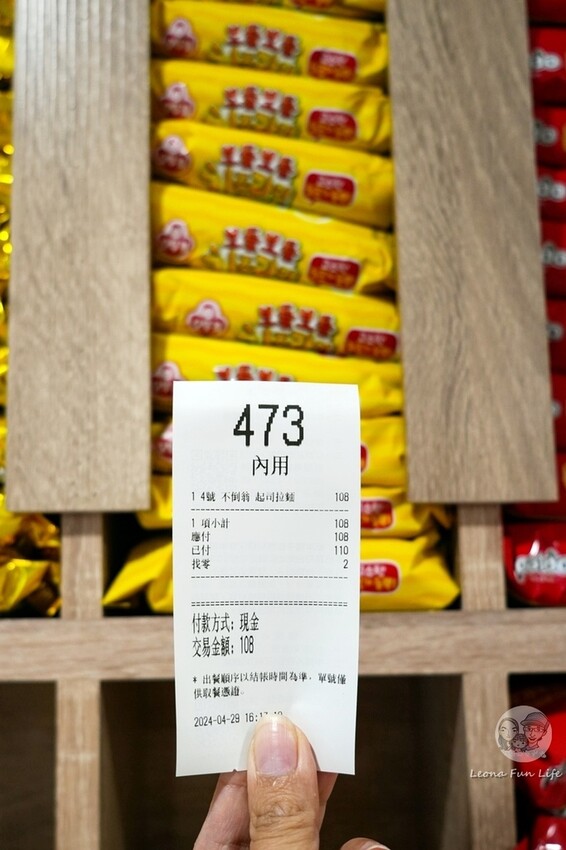 473
內用
1 4號 不倒翁 起司拉麵 108
1 項小計 108
應付 108
已付 110
找零 2
付款方式: 現金
交易金額: 108
* 出餐順序以結帳時間為準, 單號僅
供取餐憑證。
2024-04-29 16:17
Leona Fun Life